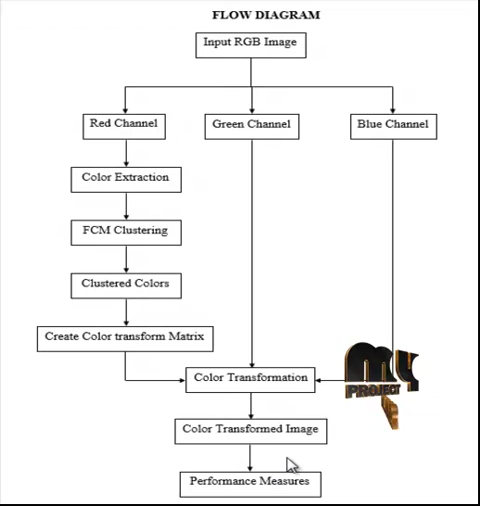 FLOW DIAGRAM
Input RGB Image
Red Channel
Green Channel
Blue Channel
Color Extraction
FCM Clustering
Clustered Colors
Create Color transform Matrix
Color Transformation
Color Transformed Image
Performance Measures
my
PROJECT